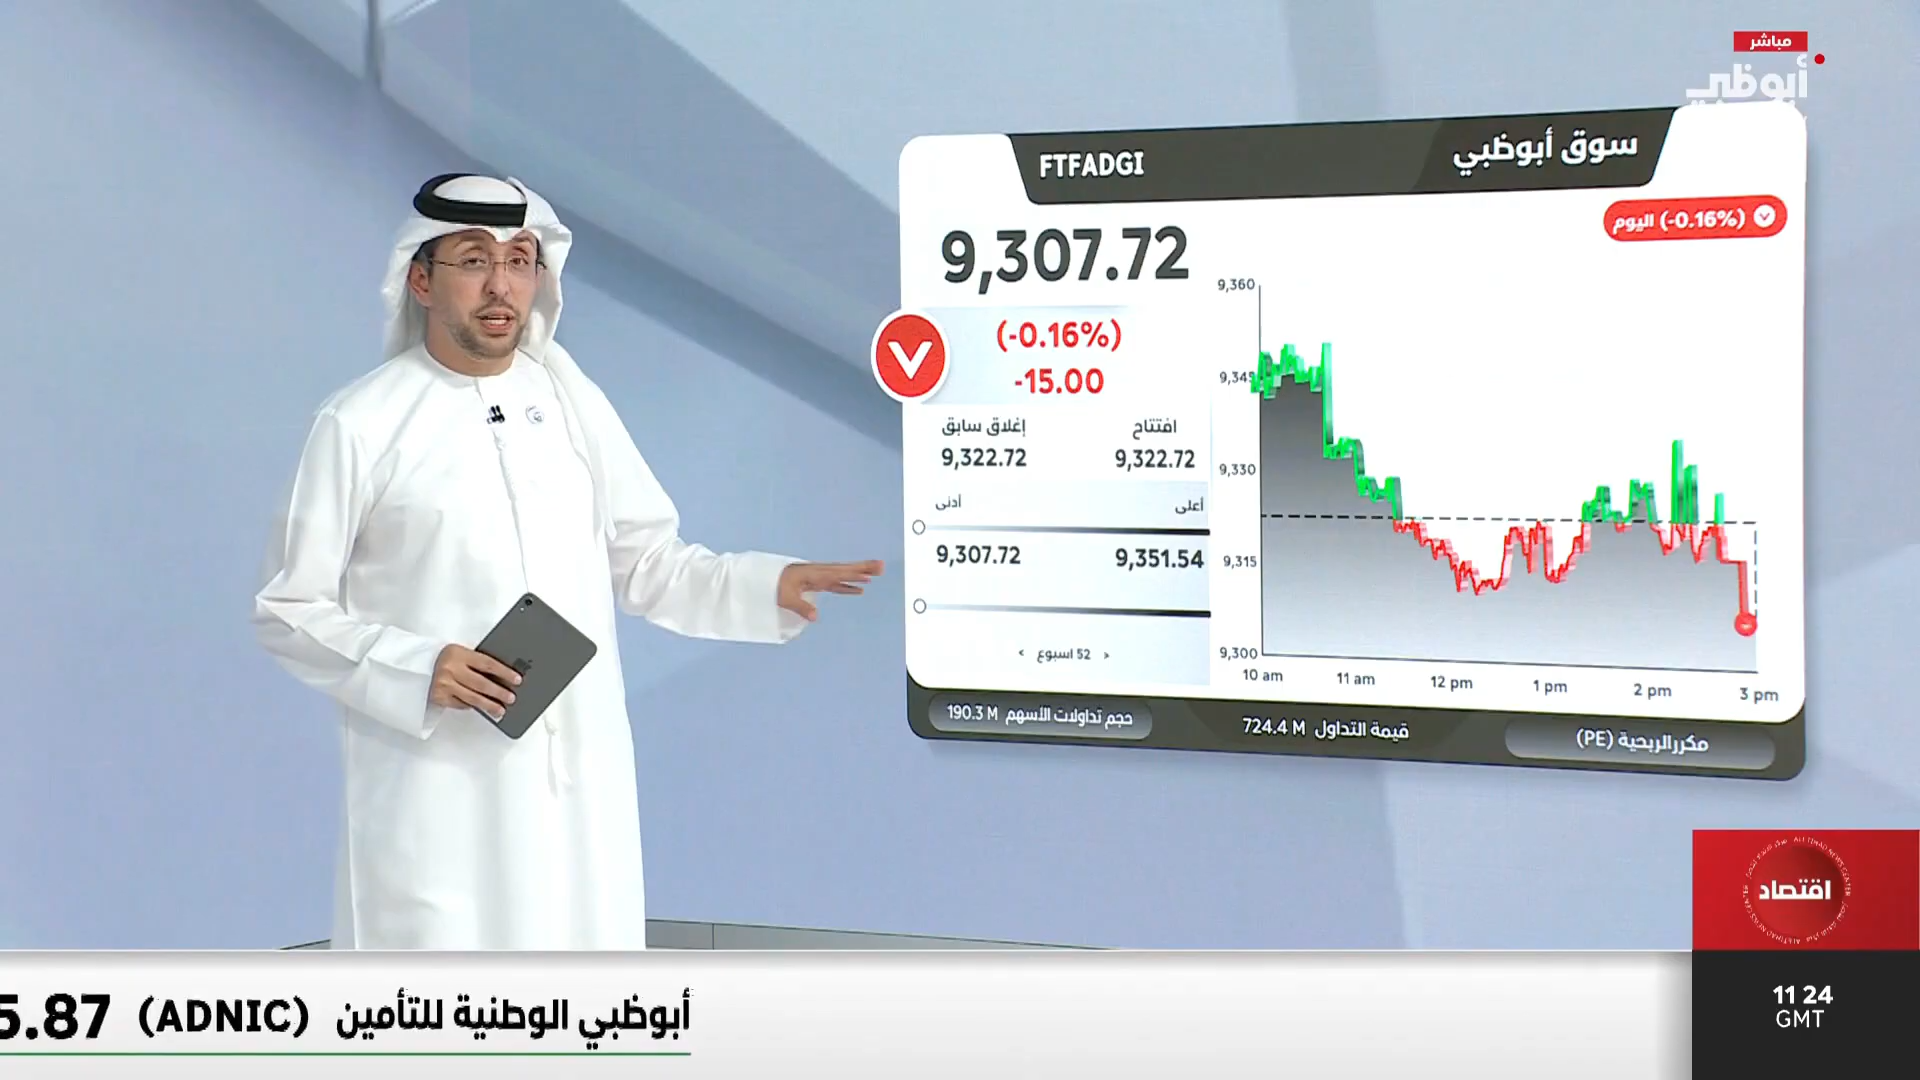 مباشر
أبوظبي
سوق أبوظبي
FTFADGI
اليوم (-0.16%)
9,307.72
(-0.16%)
-15.00
افتتاح
إغلاق سابق
9,322.72
9,322.72
أعلى
أدنى
9,351.54
9,307.72
< 52 اسبوع >
9,360
9,345
9,330
9,315
9,300
10 am
11 am
12 pm
1 pm
2 pm
3 pm
مكرر الربحية (PE)
قيمة التداول 724.4 M
حجم تداولات الأسهم 190.3 M
اقتصاد
11 24
GMT
أبوظبي الوطنية للتأمين (ADNIC) 5.87